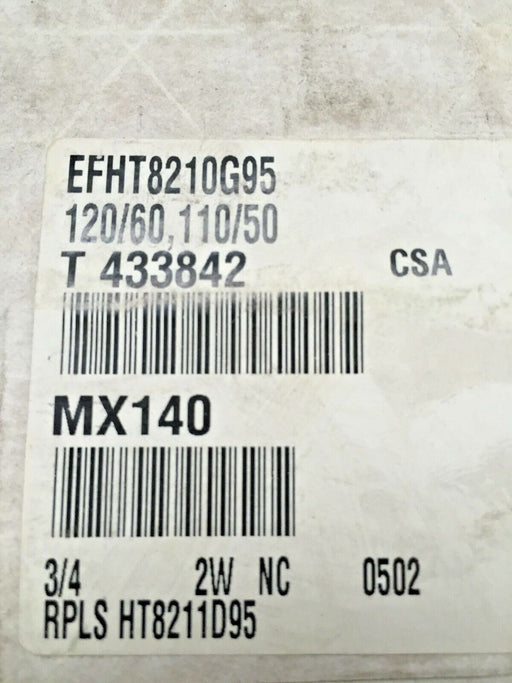 EFHT8210G95
120/60,110/50
T 433842 CSA
MX140
3/4 2W NC 0502
RPLS HT8211D95